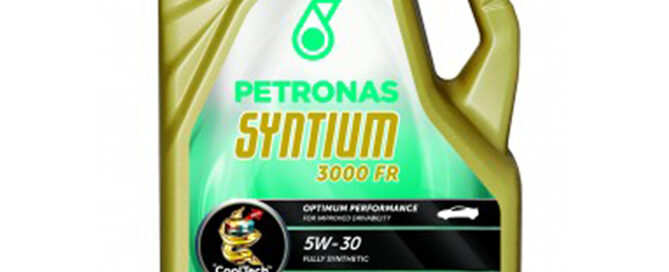 PETRONAS
SYNTIUM
3000 FR
OPTIMUM PERFORMANCE
FOR IMPROVED DRIVABILITY
5W-30
FULLY SYNTHETIC
"CoolTech"